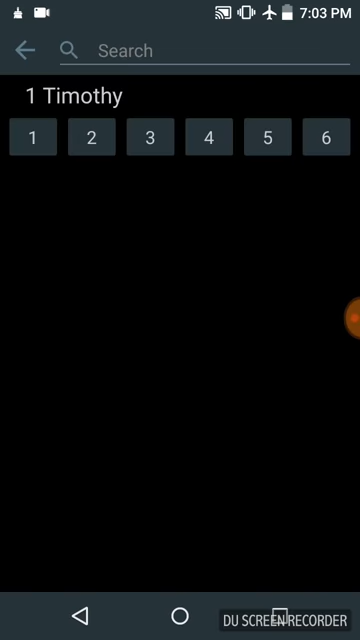 7:03 PM
Search
1 Timothy
1 2 3 4 5 6
DU SCREEN RECORDER